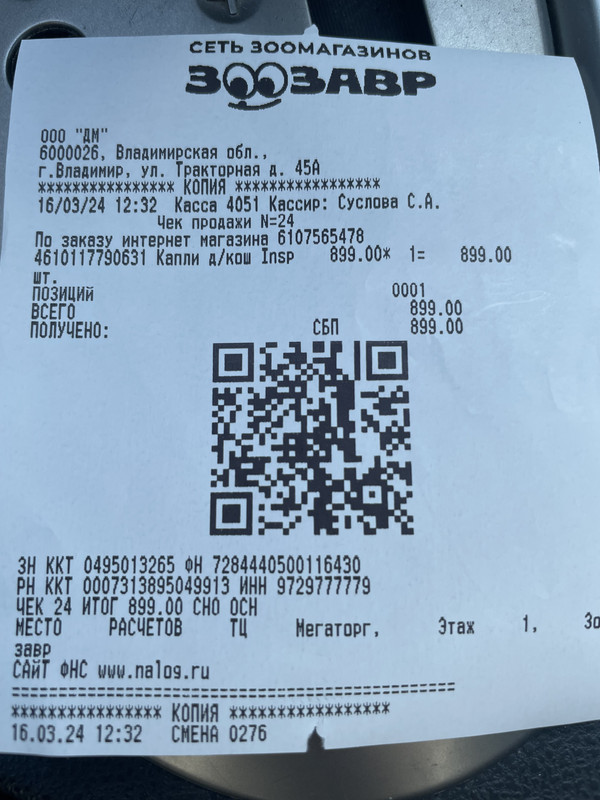 СЕТЬ ЗООМАГАЗИНОВ
ЗООЗАВР
ООО "ДМ"
6000026, Владимирская обл.,
г.Владимир, ул. Тракторная д. 45А
**************** КОПИЯ *****************
16/03/24 12:32 Касса 4051 Кассир: Суслова С.А.
Чек продажи N=24
По заказу интернет магазина 6107565478
4610117790631 Капли д/кош Insp 899.00* 1= 899.00
шт.
ПОЗИЦИЙ 0001
ВСЕГО 899.00
ПОЛУЧЕНО: СБП 899.00
ЗН ККТ 0495013265 ФН 7284440500116430
РН ККТ 0007313895049913 ИНН 9729777779
ЧЕК 24 ИТОГ 899.00 СНО ОСН
МЕСТО РАСЧЕТОВ ТЦ Мегаторг, Этаж 1, Зо
завр
САЙТ ФНС www.nalog.ru
================================================
**************** КОПИЯ *****************
16.03.24 12:32 СМЕНА 0276